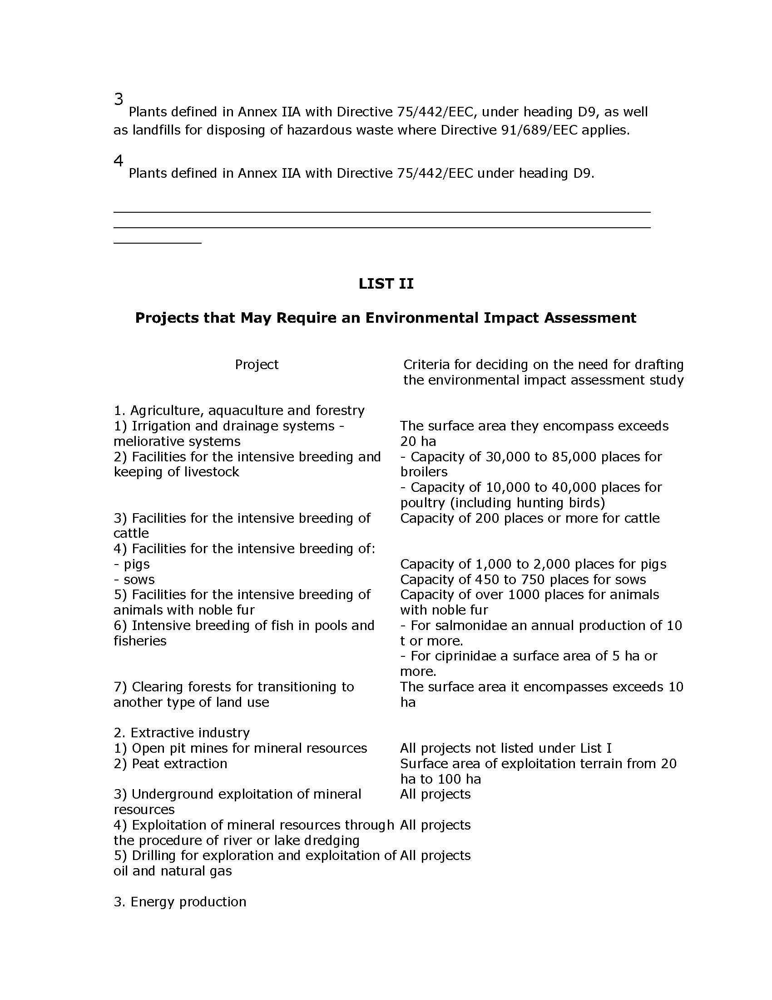 3
Plants defined in Annex IIA with Directive 75/442/EEC, under heading D9, as well
as landfills for disposing of hazardous waste where Directive 91/689/EEC applies.
4
Plants defined in Annex IIA with Directive 75/442/EEC under heading D9.
LIST II
Projects that May Require an Environmental Impact Assessment
Project
Criteria for deciding on the need for drafting
the environmental impact assessment study
1. Agriculture, aquaculture and forestry
1) Irrigation and drainage systems -
meliorative systems
The surface area they encompass exceeds
20 ha
2) Facilities for the intensive breeding and
keeping of livestock
- Capacity of 30,000 to 85,000 places for
broilers
- Capacity of 10,000 to 40,000 places for
poultry (including hunting birds)
3) Facilities for the intensive breeding of
cattle
Capacity of 200 places or more for cattle
4) Facilities for the intensive breeding of:
- pigs
Capacity of 1,000 to 2,000 places for pigs
- sows
Capacity of 450 to 750 places for sows
5) Facilities for the intensive breeding of
animals with noble fur
Capacity of over 1000 places for animals
with noble fur
6) Intensive breeding of fish in pools and
fisheries
- For salmonidae an annual production of 10
t or more.
- For ciprinidae a surface area of 5 ha or
more.
7) Clearing forests for transitioning to
another type of land use
The surface area it encompasses exceeds 10
ha
2. Extractive industry
1) Open pit mines for mineral resources
All projects not listed under List I
2) Peat extraction
Surface area of exploitation terrain from 20
ha to 100 ha
3) Underground exploitation of mineral
resources
All projects
4) Exploitation of mineral resources through
the procedure of river or lake dredging
All projects
5) Drilling for exploration and exploitation of
oil and natural gas
All projects
3. Energy production